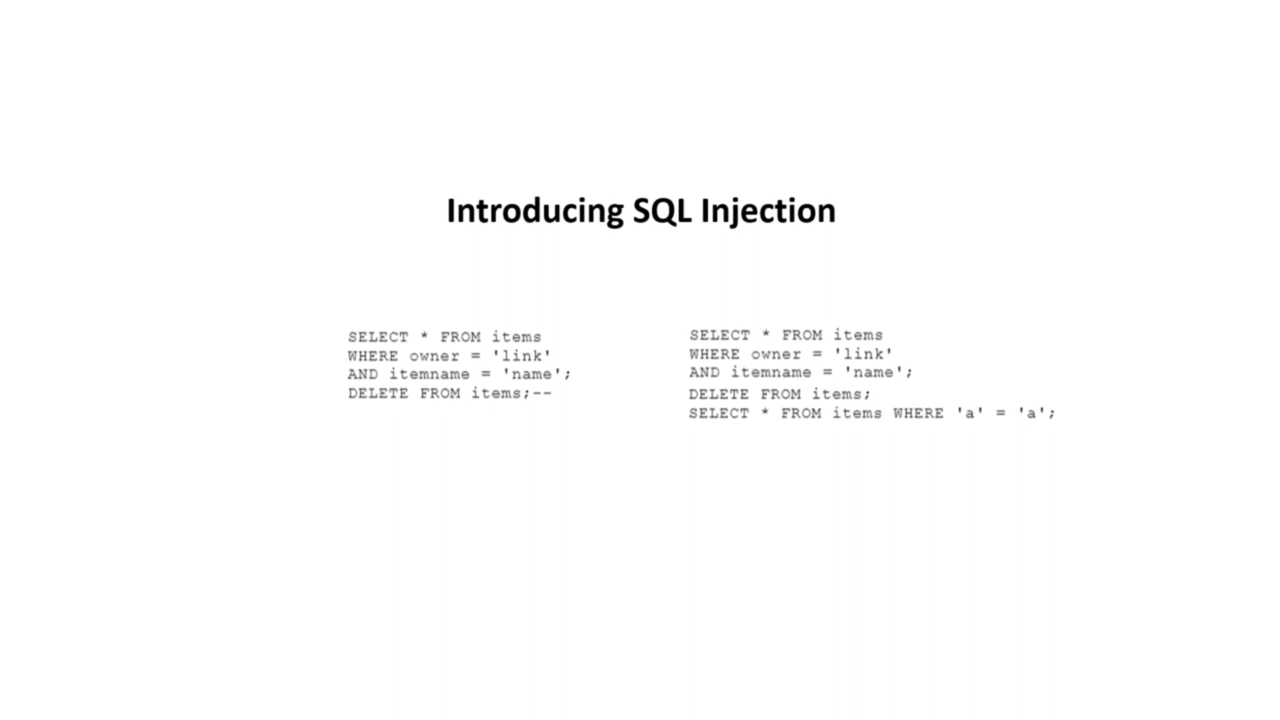 Introducing SQL Injection
SELECT * FROM items
WHERE owner = 'link'
AND itemname = 'name';
DELETE FROM items;--
SELECT * FROM items
WHERE owner = 'link'
AND itemname = 'name';
DELETE FROM items;
SELECT * FROM items WHERE 'a' = 'a';